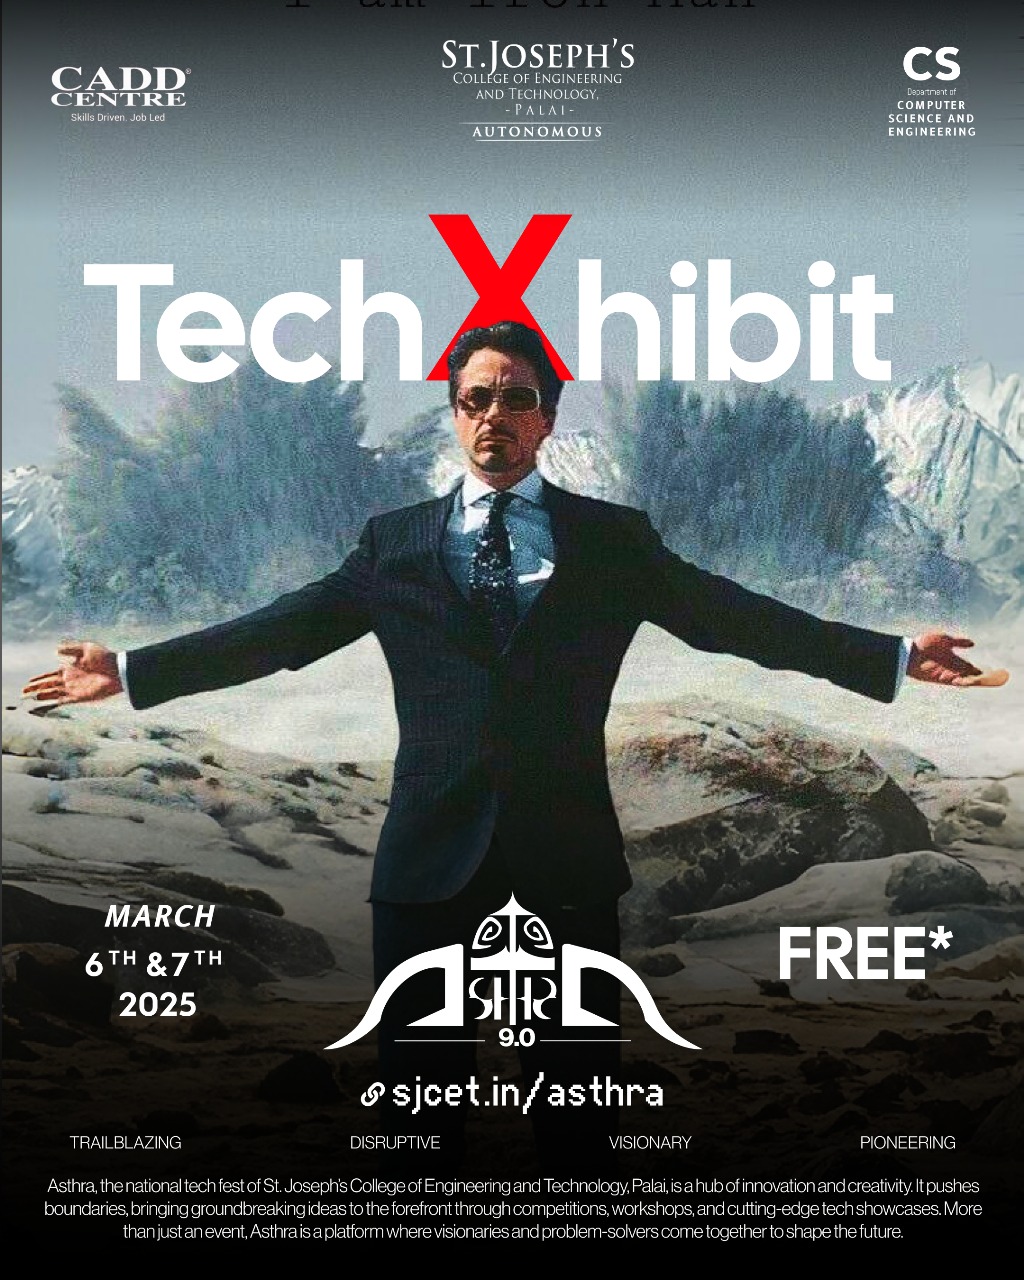 I am Iron Man
CADD
CENTRE®
Skills Driven. Job Led
ST.JOSEPH'S
COLLEGE OF ENGINEERING
AND TECHNOLOGY,
- PALAI -
AUTONOMOUS
CS
Department of
COMPUTER
SCIENCE AND
ENGINEERING
TechXhibit
MARCH
6TH &7TH
2025
ASTHRA
9.0
FREE*
sjcet.in/asthra
TRAILBLAZING DISRUPTIVE VISIONARY PIONEERING
Asthra, the national tech fest of St. Joseph's College of Engineering and Technology, Palai, is a hub of innovation and creativity. It pushes
boundaries, bringing groundbreaking ideas to the forefront through competitions, workshops, and cutting-edge tech showcases. More
than just an event, Asthra is a platform where visionaries and problem-solvers come together to shape the future.